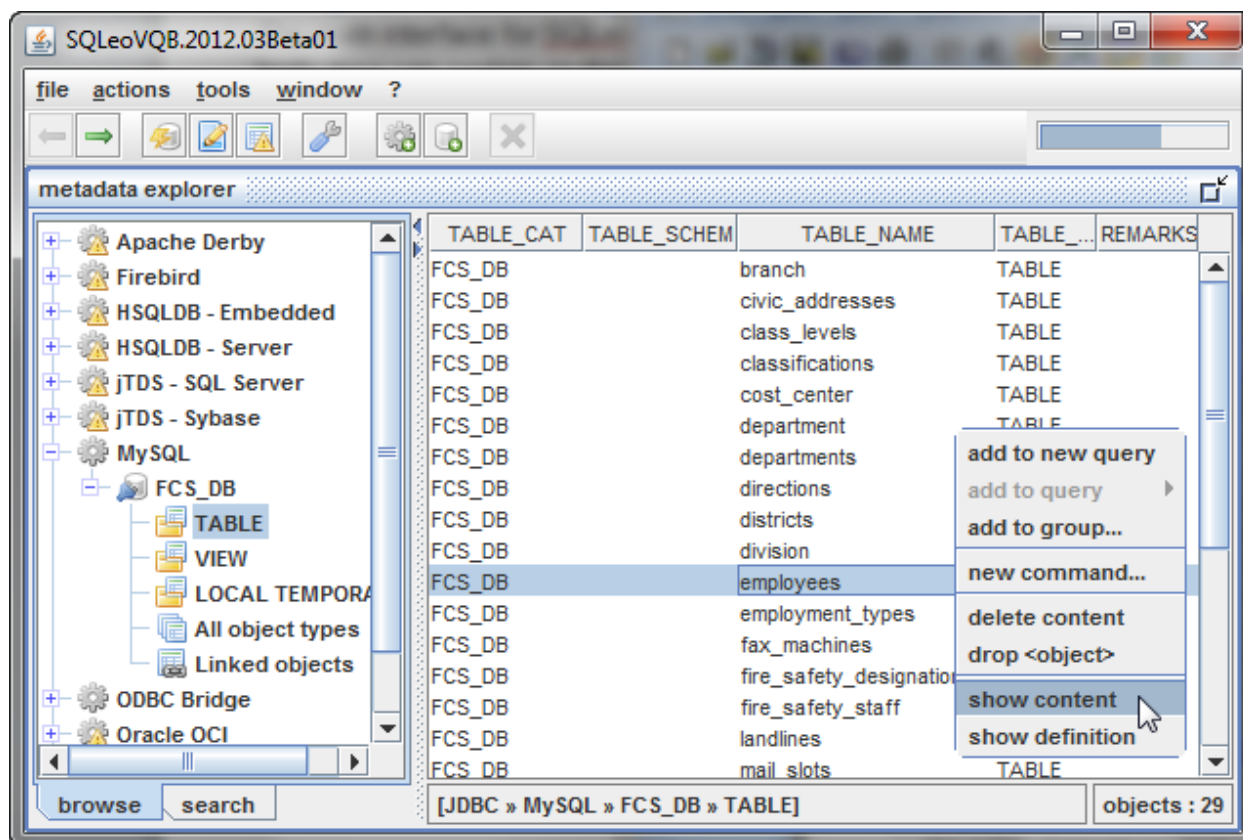 SQLeoVQB.2012.03Beta01
file actions tools window ?
metadata explorer
Apache Derby
Firebird
HSQLDB - Embedded
HSQLDB - Server
jTDS - SQL Server
jTDS - Sybase
MySQL
FCS_DB
TABLE
VIEW
LOCAL TEMPORA
All object types
Linked objects
ODBC Bridge
Oracle OCI
browse search
TABLE_CAT TABLE_SCHEM TABLE_NAME TABLE_... REMARKS
FCS_DB branch TABLE
FCS_DB civic_addresses TABLE
FCS_DB class_levels TABLE
FCS_DB classifications TABLE
FCS_DB cost_center TABLE
FCS_DB department TABLE
FCS_DB departments
FCS_DB directions
FCS_DB districts
FCS_DB division
FCS_DB employees
FCS_DB employment_types
FCS_DB fax_machines
FCS_DB fire_safety_designation
FCS_DB fire_safety_staff
FCS_DB landlines
FCS_DB mail_slots TABLE
add to new query
add to query
add to group...
new command...
delete content
drop <object>
show content
show definition
[JDBC » MySQL » FCS_DB » TABLE] objects : 29